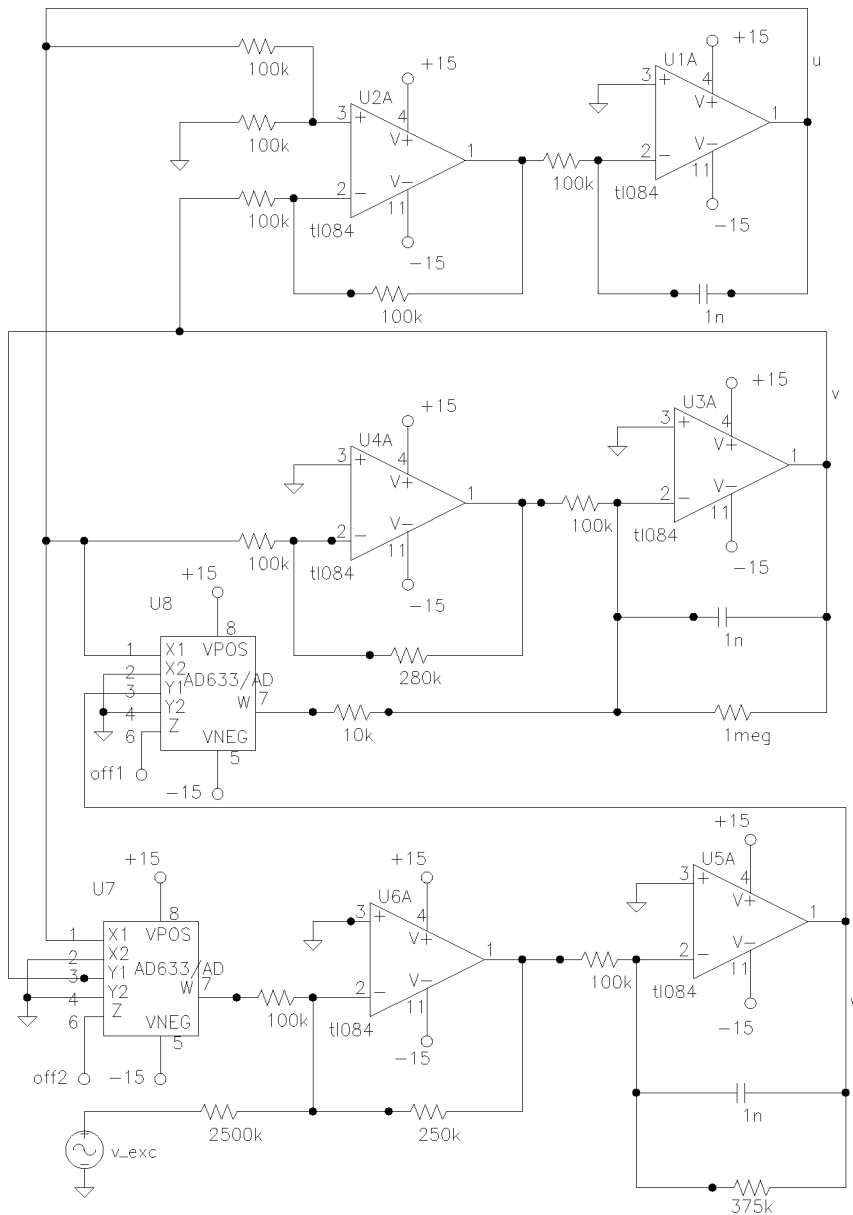 +15
U1A
3
+
4
V+
1
u
100k
U2A
+15
3
+
4
V+
100k
1
2
−
V−
11
tl084
−15
100k
2
−
V−
11
100k
tl084
−15
100k
1n
+15
U3A
v
3
+
4
V+
1
U4A
+15
3
+
4
V+
1
2
−
V−
11
100k
tl084
−15
2
−
V−
11
100k
tl084
−15
+15
U8
8
1
X1
VPOS
2
X2
AD633/AD
3
Y1
W
7
4
Y2
6
Z
VNEG
5
off1
−15
280k
1n
10k
1meg
+15
U5A
3
+
4
V+
1
+15
U7
8
1
X1
VPOS
2
X2
AD633/AD
3
Y1
W
7
4
Y2
6
Z
VNEG
5
off2
−15
+15
U6A
3
+
4
V+
1
2
−
V−
11
100k
tl084
−15
2
−
V−
11
100k
tl084
−15
2500k
250k
1n
v_exc
375k